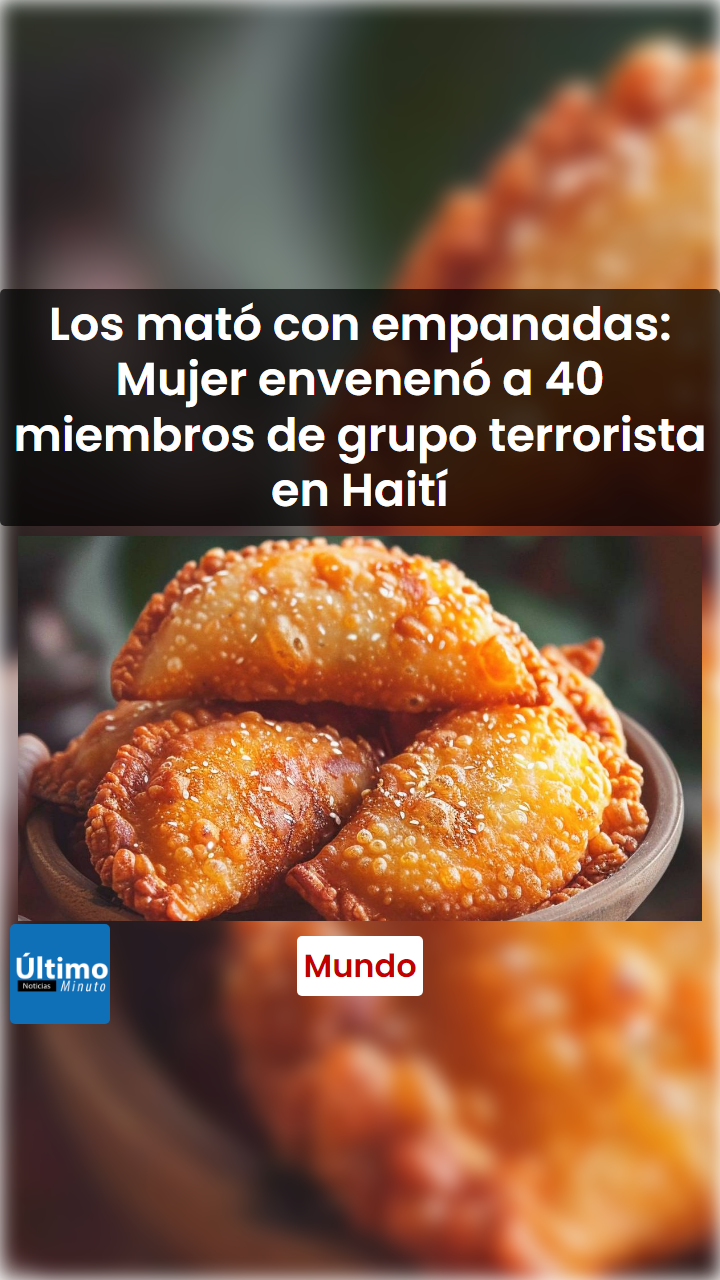 Los mató con empanadas:
Mujer envenenó a 40
miembros de grupo terrorista
en Haití
Último
Noticias Minuto
Mundo